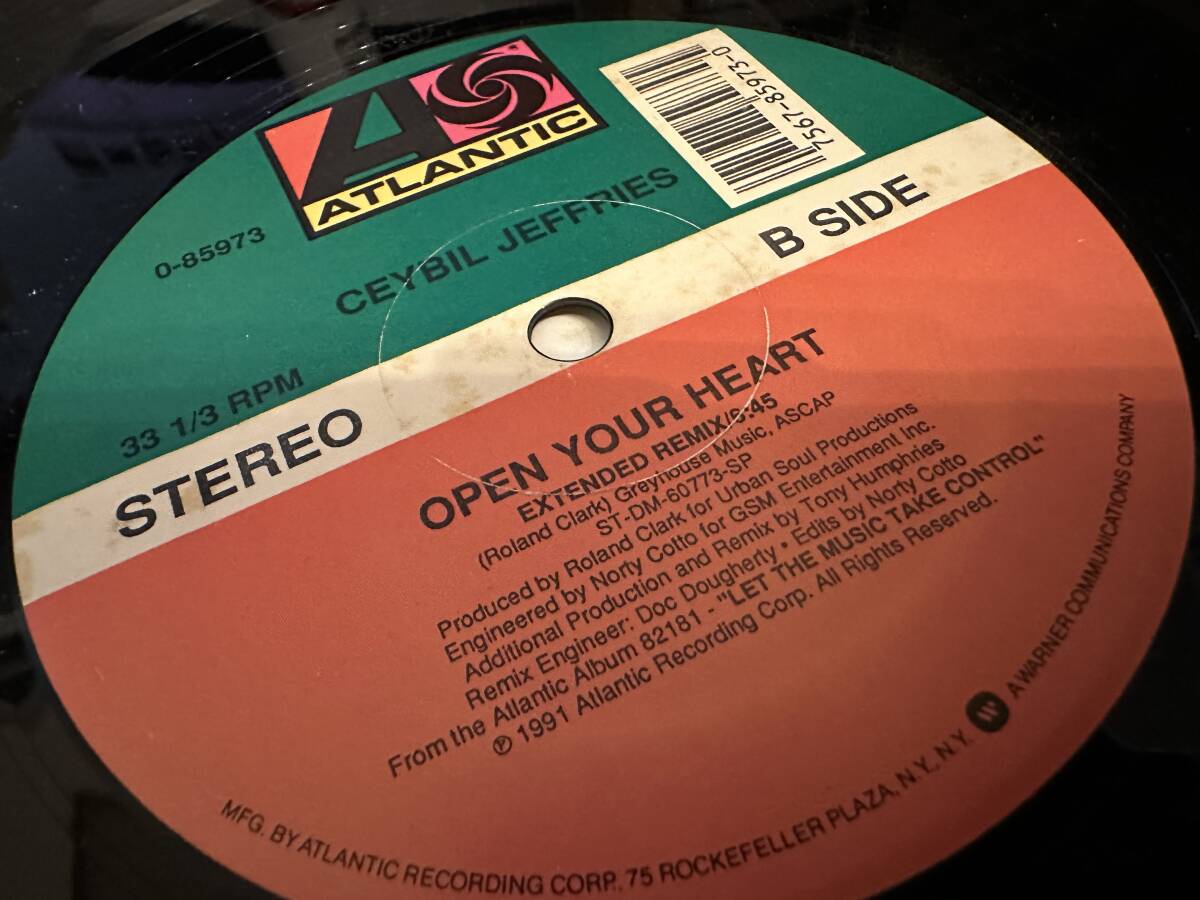 ATLANTIC
7567-85973-0
0-85973
CEYBIL JEFFRIES
B SIDE
33 1/3 RPM
STEREO
OPEN YOUR HEART
EXTENDED REMIX/6:45
(Roland Clark) Greyhouse Music, ASCAP
ST-DM-60773-SP
Produced by Roland Clark for Urban Soul Productions
Engineered by Norty Cotto for GSM Entertainment Inc.
Additional Production and Remix by Tony Humphries
Remix Engineer: Doc Dougherty • Edits by Norty Cotto
From the Atlantic Album 82181 - "LET THE MUSIC TAKE CONTROL"
℗ 1991 Atlantic Recording Corp. All Rights Reserved.
MFG. BY ATLANTIC RECORDING CORP. 75 ROCKEFELLER PLAZA, N.Y., N.Y. A WARNER COMMUNICATIONS COMPANY